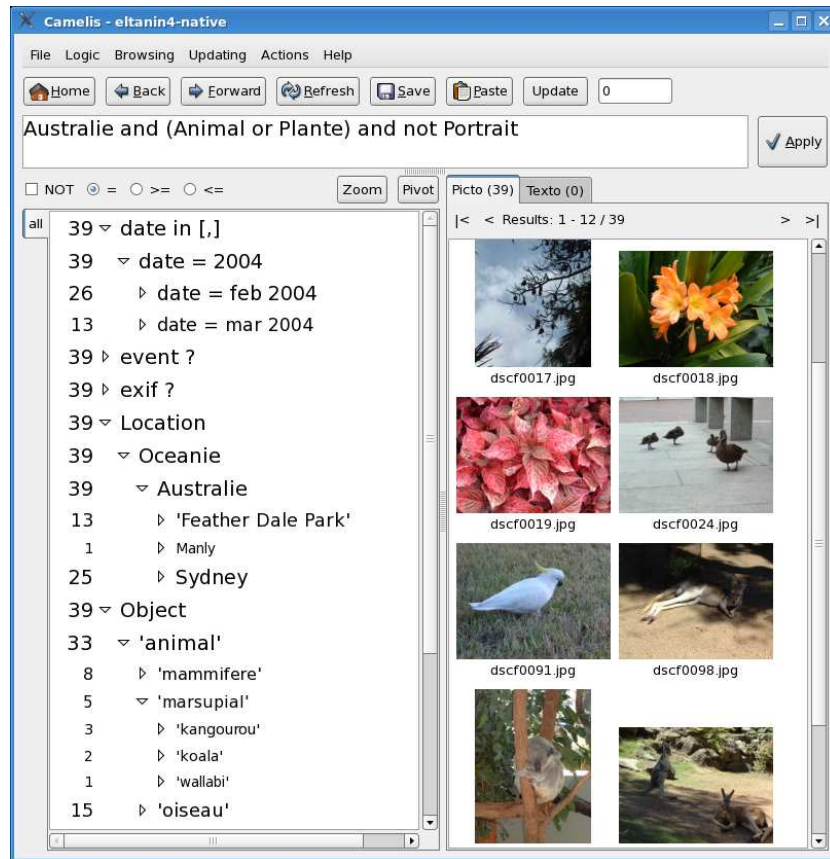 Camelis - eltanin4-native
File Logic Browsing Updating Actions Help
Home Back Forward Refresh Save Paste Update 0
Australie and (Animal or Plante) and not Portrait
Apply
NOT = >= <= Zoom Pivot
Picto (39) Texto (0)
all
|< < Results: 1 - 12 / 39 > >|
39 date in [,]
39 date = 2004
26 date = feb 2004
13 date = mar 2004
39 event ?
39 exif ?
39 Location
39 Oceanie
39 Australie
13 'Feather Dale Park'
1 Manly
25 Sydney
39 Object
33 'animal'
8 'mammifere'
5 'marsupial'
3 'kangourou'
2 'koala'
1 'wallabi'
15 'oiseau'
dscf0017.jpg dscf0018.jpg
dscf0019.jpg dscf0024.jpg
dscf0091.jpg dscf0098.jpg